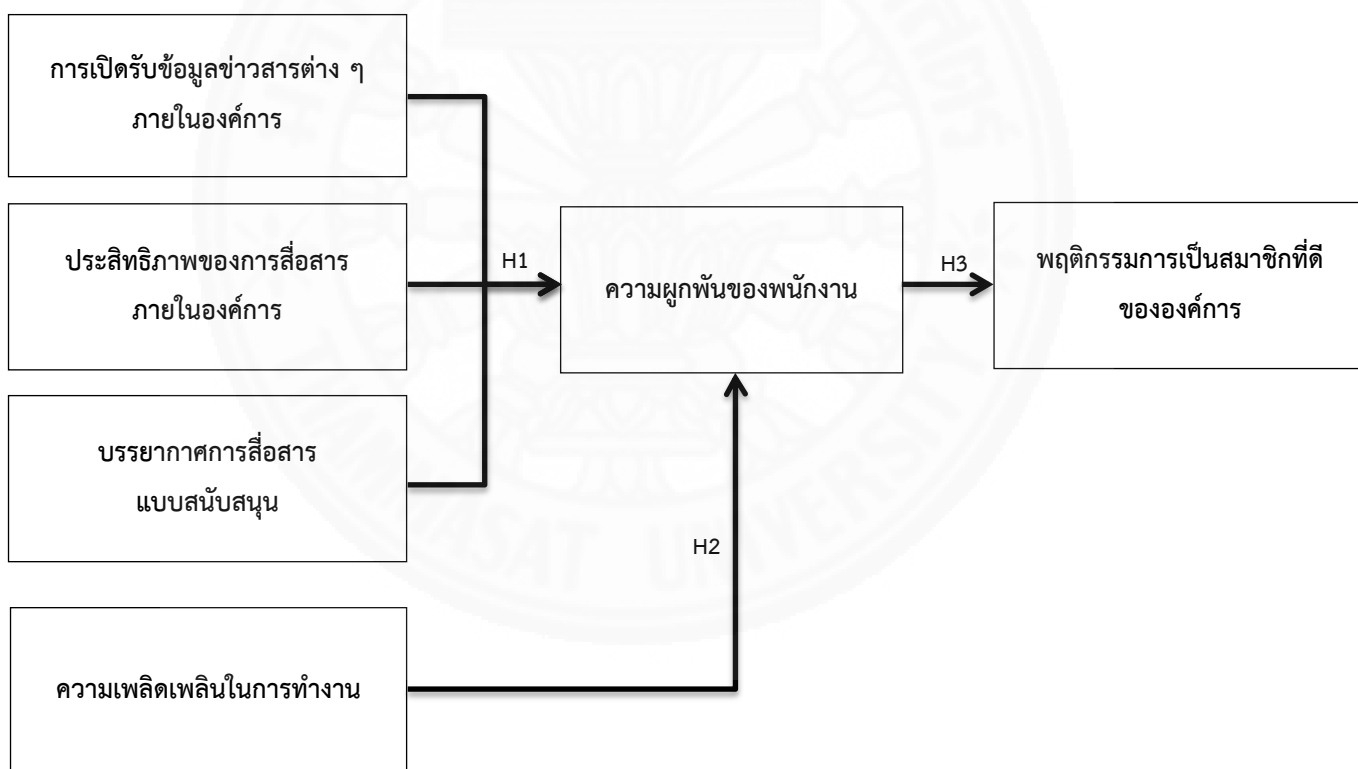 การเปิดรับข้อมูลข่าวสารต่าง ๆ
ภายในองค์การ
ประสิทธิภาพของการสื่อสาร
ภายในองค์การ
H1
ความผูกพันของพนักงาน
H3
พฤติกรรมการเป็นสมาชิกที่ดี
ขององค์การ
บรรยากาศการสื่อสาร
แบบสนับสนุน
H2
ความเพลิดเพลินในการทำงาน
THAMMASAT UNIVERSITY